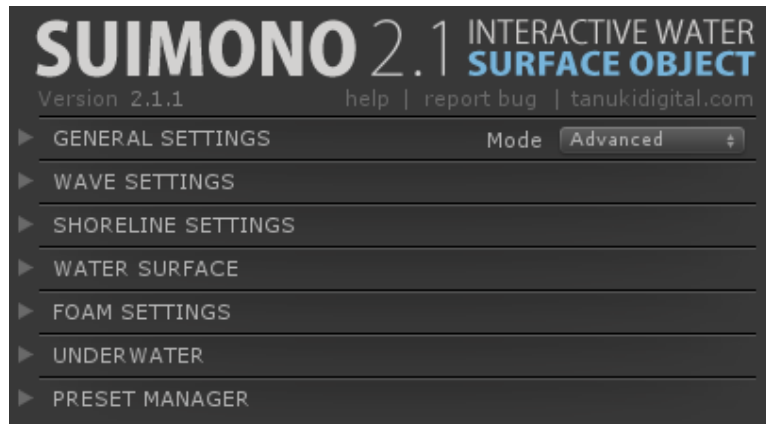 SUIMONO 2.1 INTERACTIVE WATER
SURFACE OBJECT
Version 2.1.1 help | report bug | tanukidigital.com
GENERAL SETTINGS Mode Advanced
WAVE SETTINGS
SHORELINE SETTINGS
WATER SURFACE
FOAM SETTINGS
UNDERWATER
PRESET MANAGER